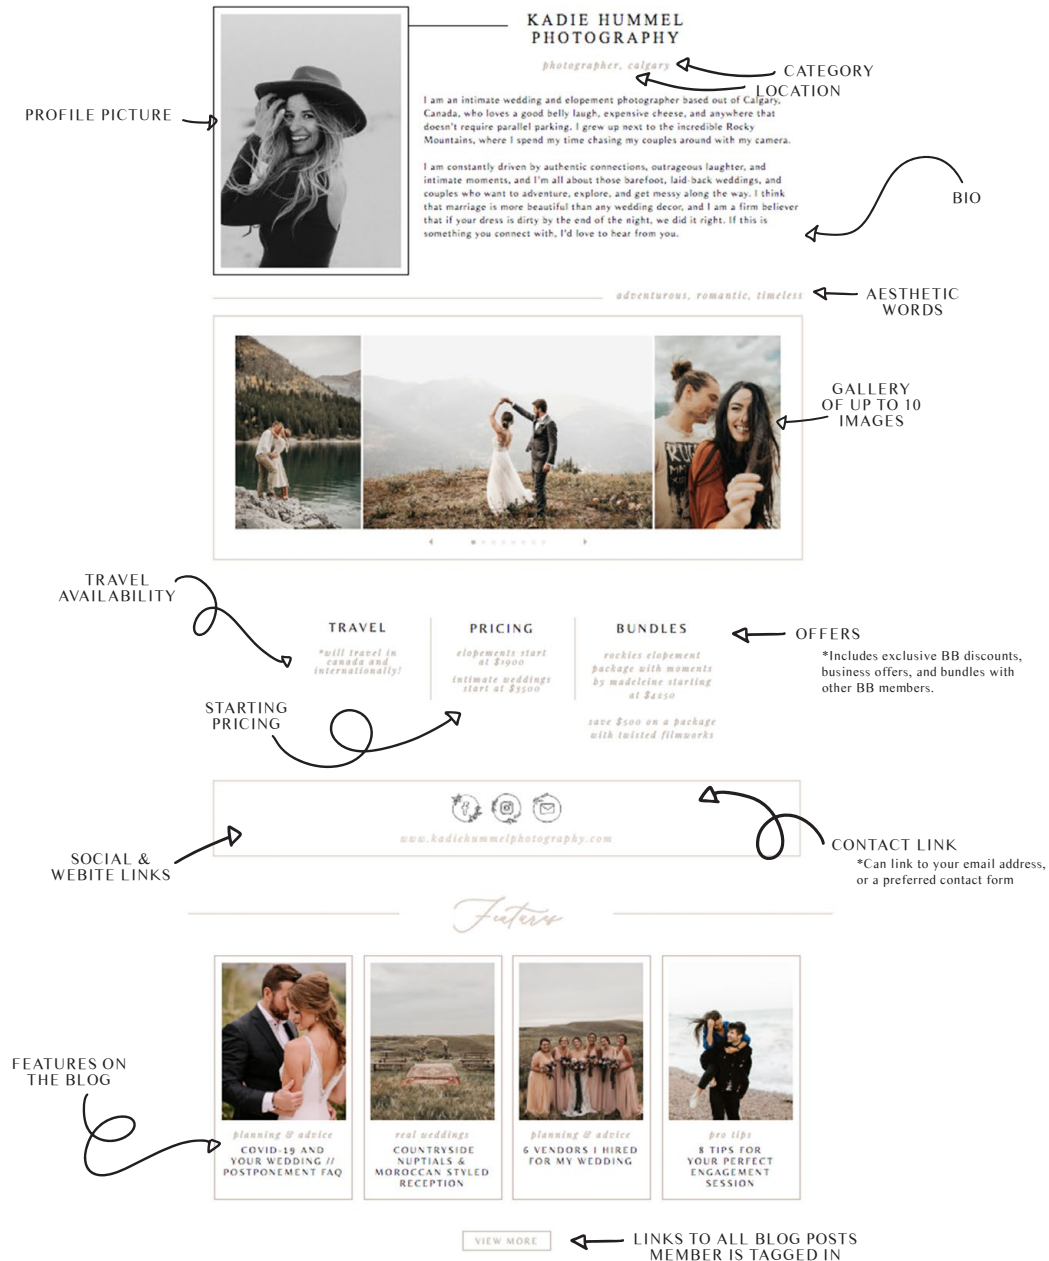 KADIE HUMMEL
PHOTOGRAPHY
photographer, calgary
CATEGORY
LOCATION
PROFILE PICTURE
I am an intimate wedding and elopement photographer based out of Calgary,
Canada, who loves a good belly laugh, expensive cheese, and anywhere that
doesn't require parallel parking. I grew up next to the incredible Rocky
Mountains, where I spend my time chasing my couples around with my camera.
I am constantly driven by authentic connections, outrageous laughter, and
intimate moments, and I'm all about those barefoot, laid-back weddings, and
couples who want to adventure, explore, and get messy along the way. I think
that marriage is more beautiful than any wedding decor, and I am a firm believer
that if your dress is dirty by the end of the night, we did it right. If this is
something you connect with, I'd love to hear from you.
BIO
adventurous, romantic, timeless
AESTHETIC
WORDS
GALLERY
OF UP TO 10
IMAGES
TRAVEL
AVAILABILITY
TRAVEL
*will travel in
canada and
internationally!
PRICING
elopements start
at $1900
intimate weddings
start at $3500
BUNDLES
rockies elopement
package with moments
by madeleine starting
at $4250
save $500 on a package
with twisted filmworks
OFFERS
*Includes exclusive BB discounts,
business offers, and bundles with
other BB members.
STARTING
PRICING
www.kadiehummelphotography.com
SOCIAL &
WEBITE LINKS
CONTACT LINK
*Can link to your email address,
or a preferred contact form
Features
FEATURES ON
THE BLOG
planning & advice
COVID-19 AND
YOUR WEDDING //
POSTPONEMENT FAQ
real weddings
COUNTRYSIDE
NUPTIALS &
MOROCCAN STYLED
RECEPTION
planning & advice
6 VENDORS I HIRED
FOR MY WEDDING
pro tips
8 TIPS FOR
YOUR PERFECT
ENGAGEMENT
SESSION
VIEW MORE
LINKS TO ALL BLOG POSTS
MEMBER IS TAGGED IN